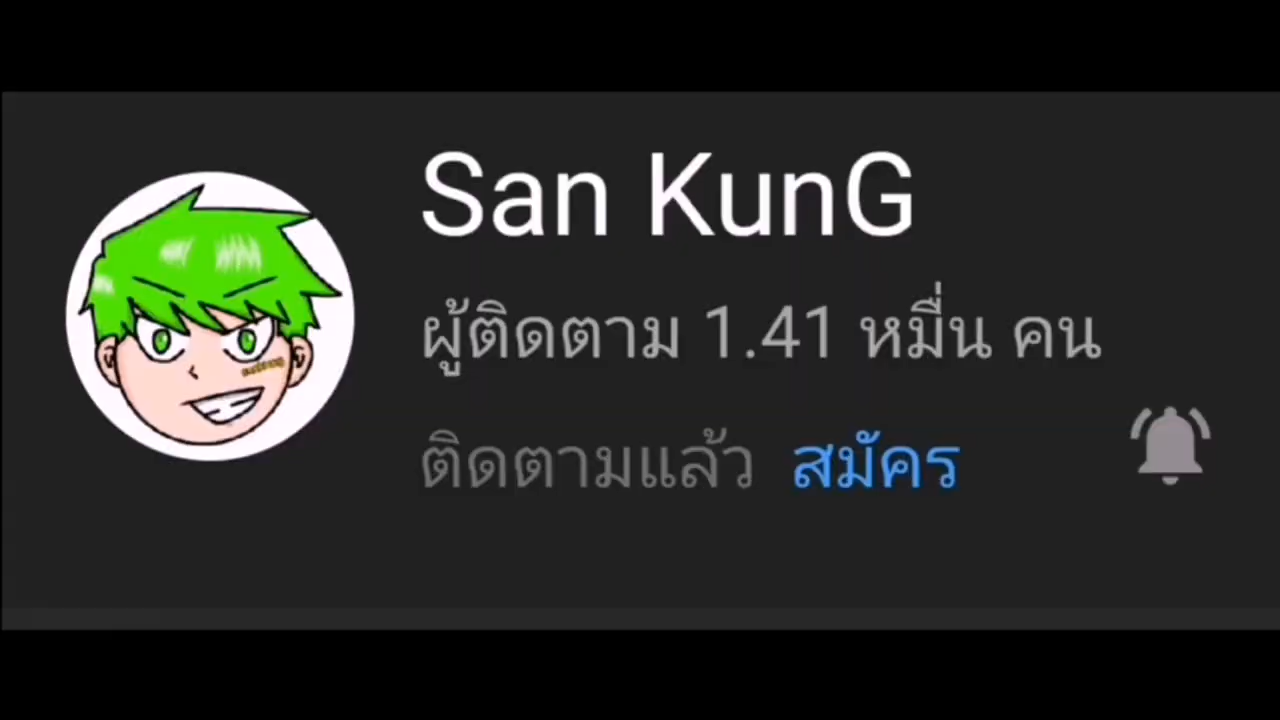 San KunG
ผู้ติดตาม 1.41 หมื่น คน
ติดตามแล้ว สมัคร